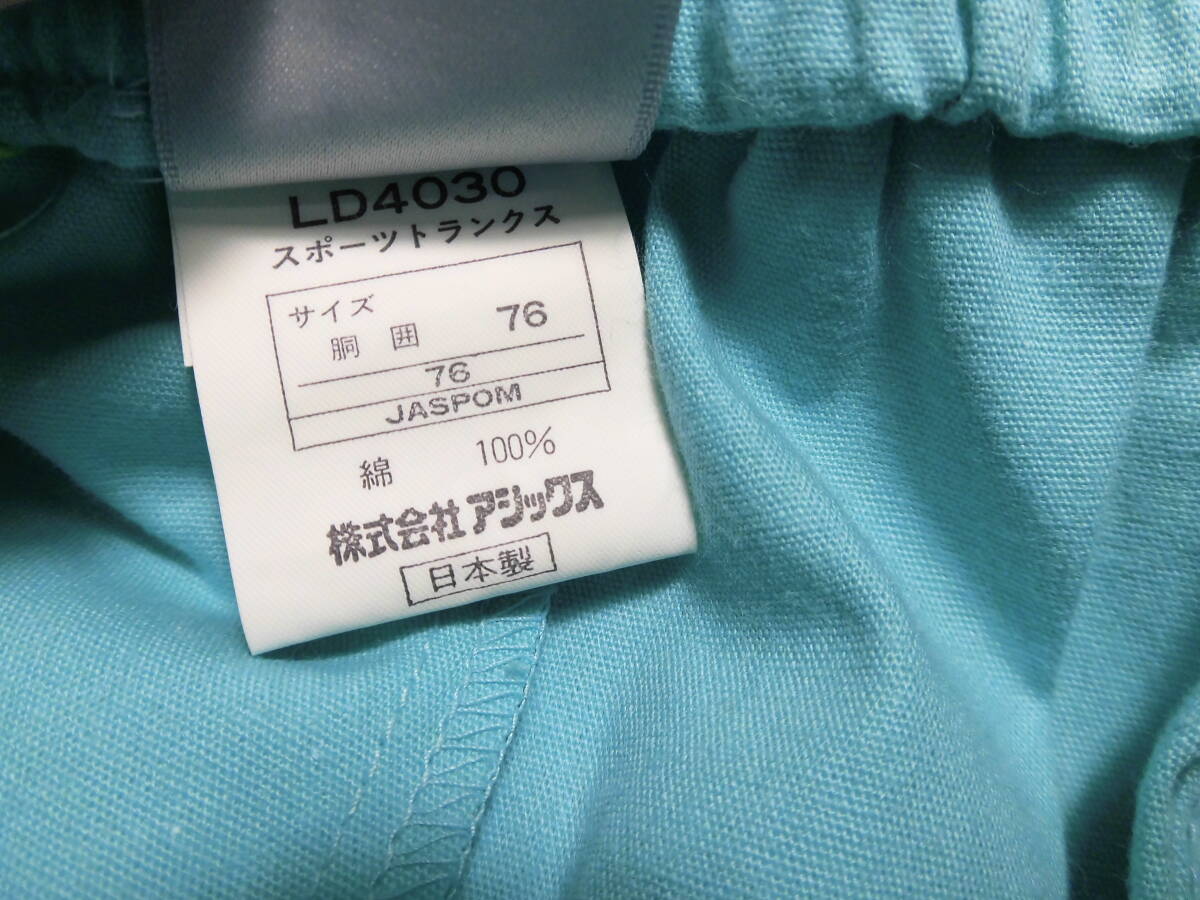 LD4030
スポーツトランクス
サイズ
胴囲 76
76
JASPOM
綿 100%
株式会社アシックス
日本製